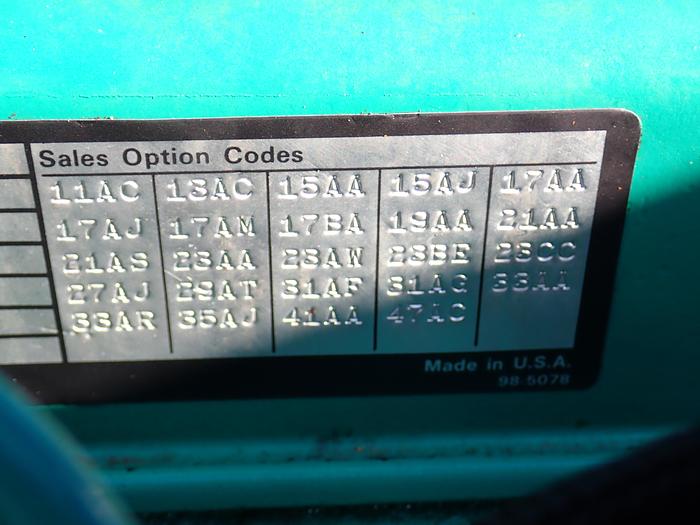 Sales Option Codes
11AC 13AC 15AA 15AJ 17AA
17AJ 17AM 17BA 19AA 21AA
21AS 23AA 23AW 23BE 23CC
27AJ 29AT 31AF 31AG 33AA
33AR 35AJ 41AA 47AC
Made in U.S.A.
98-5078